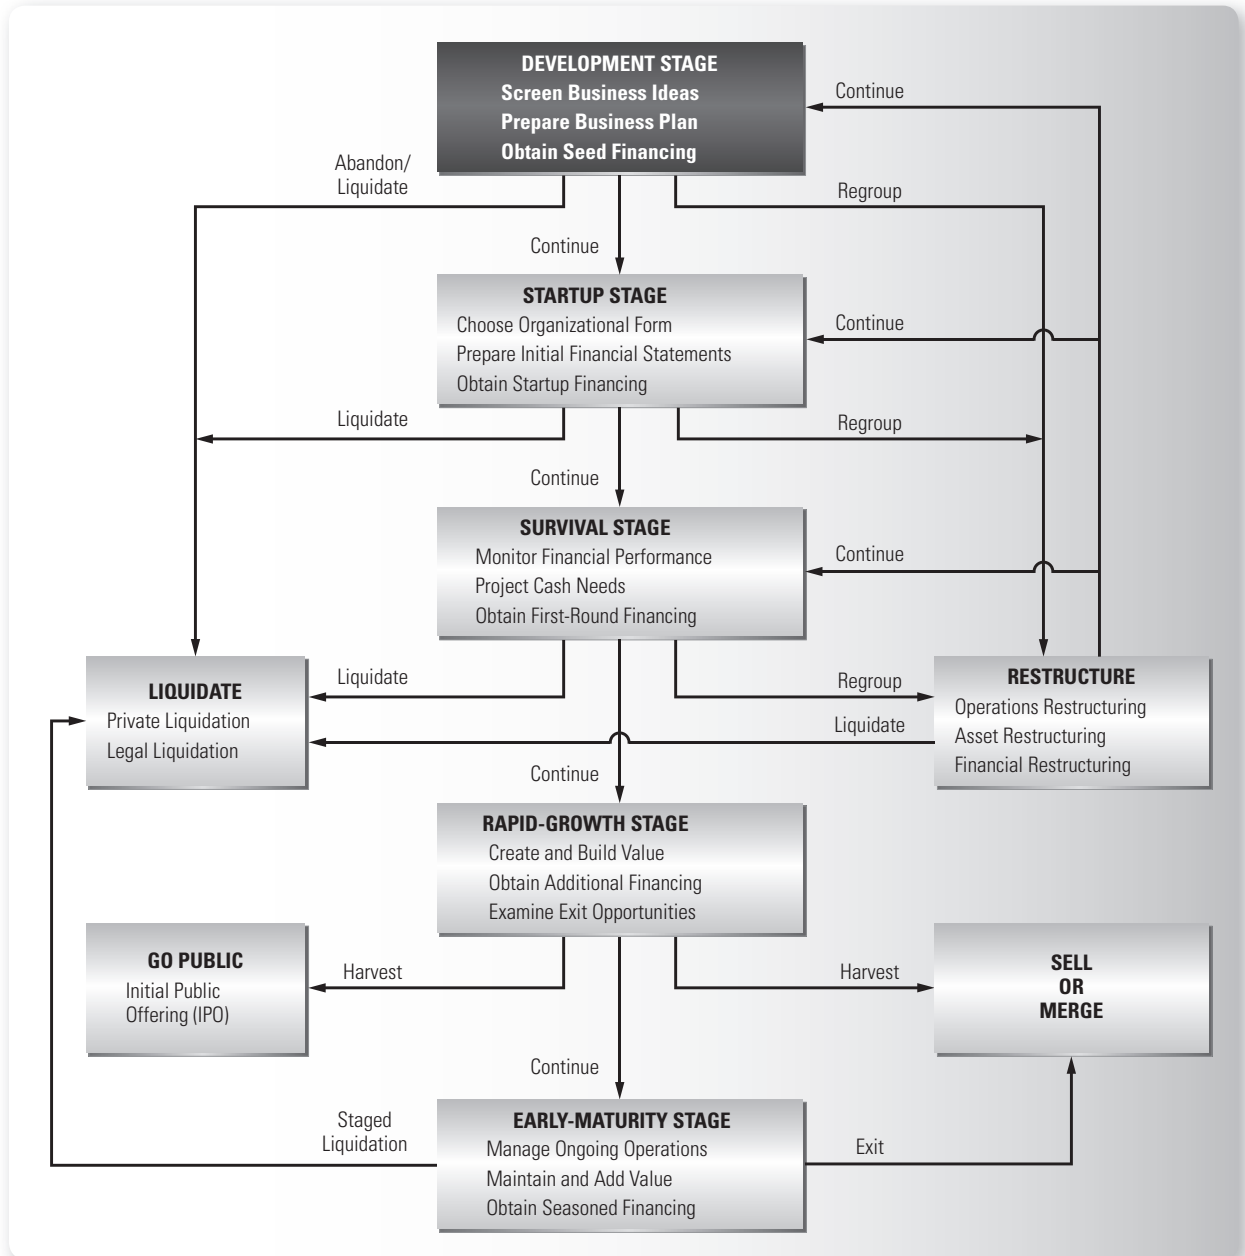 DEVELOPMENT STAGE
Screen Business Ideas
Prepare Business Plan
Obtain Seed Financing
Continue
Abandon/
Liquidate
Regroup
Continue
STARTUP STAGE
Choose Organizational Form
Prepare Initial Financial Statements
Obtain Startup Financing
Continue
Liquidate
Regroup
Continue
SURVIVAL STAGE
Monitor Financial Performance
Project Cash Needs
Obtain First-Round Financing
Continue
LIQUIDATE
Private Liquidation
Legal Liquidation
Liquidate
Regroup
Liquidate
RESTRUCTURE
Operations Restructuring
Asset Restructuring
Financial Restructuring
Continue
RAPID-GROWTH STAGE
Create and Build Value
Obtain Additional Financing
Examine Exit Opportunities
GO PUBLIC
Initial Public
Offering (IPO)
Harvest
Harvest
SELL
OR
MERGE
Continue
Staged
Liquidation
EARLY-MATURITY STAGE
Manage Ongoing Operations
Maintain and Add Value
Obtain Seasoned Financing
Exit